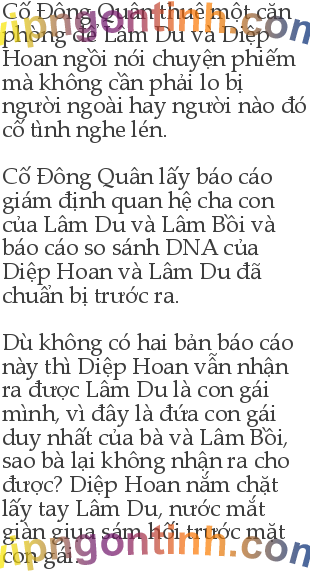 Cố Đông Quân thuê một căn
phòng để Lâm Du và Diệp
Hoan ngồi nói chuyện phiếm
mà không cần phải lo bị
người ngoài hay người nào đó
cố tình nghe lén.

Cố Đông Quân lấy báo cáo
giám định quan hệ cha con
của Lâm Du và Lâm Bồi và
báo cáo so sánh DNA của
Diệp Hoan và Lâm Du đã
chuẩn bị trước ra.

Dù không có hai bản báo cáo
này thì Diệp Hoan vẫn nhận
ra được Lâm Du là con gái
mình, vì đây là đứa con gái
duy nhất của bà và Lâm Bồi,
sao bà lại không nhận ra cho
được? Diệp Hoan nắm chặt
lấy tay Lâm Du, nước mắt
giàn giụa sám hối trước mặt
con gái.
vipngontinh.com